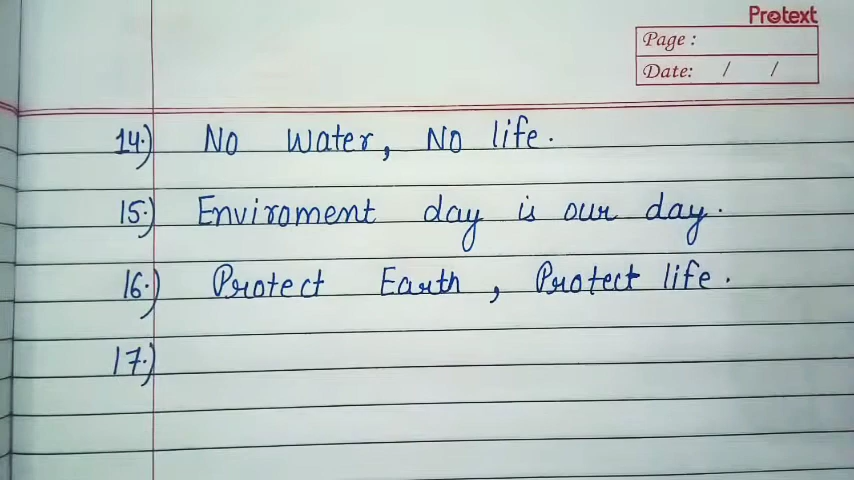 Protext
Page :
Date: / /
14.) No Water, No life.
15.) Enviroment day is our day.
16.) Protect Earth, Protect life.
17.)